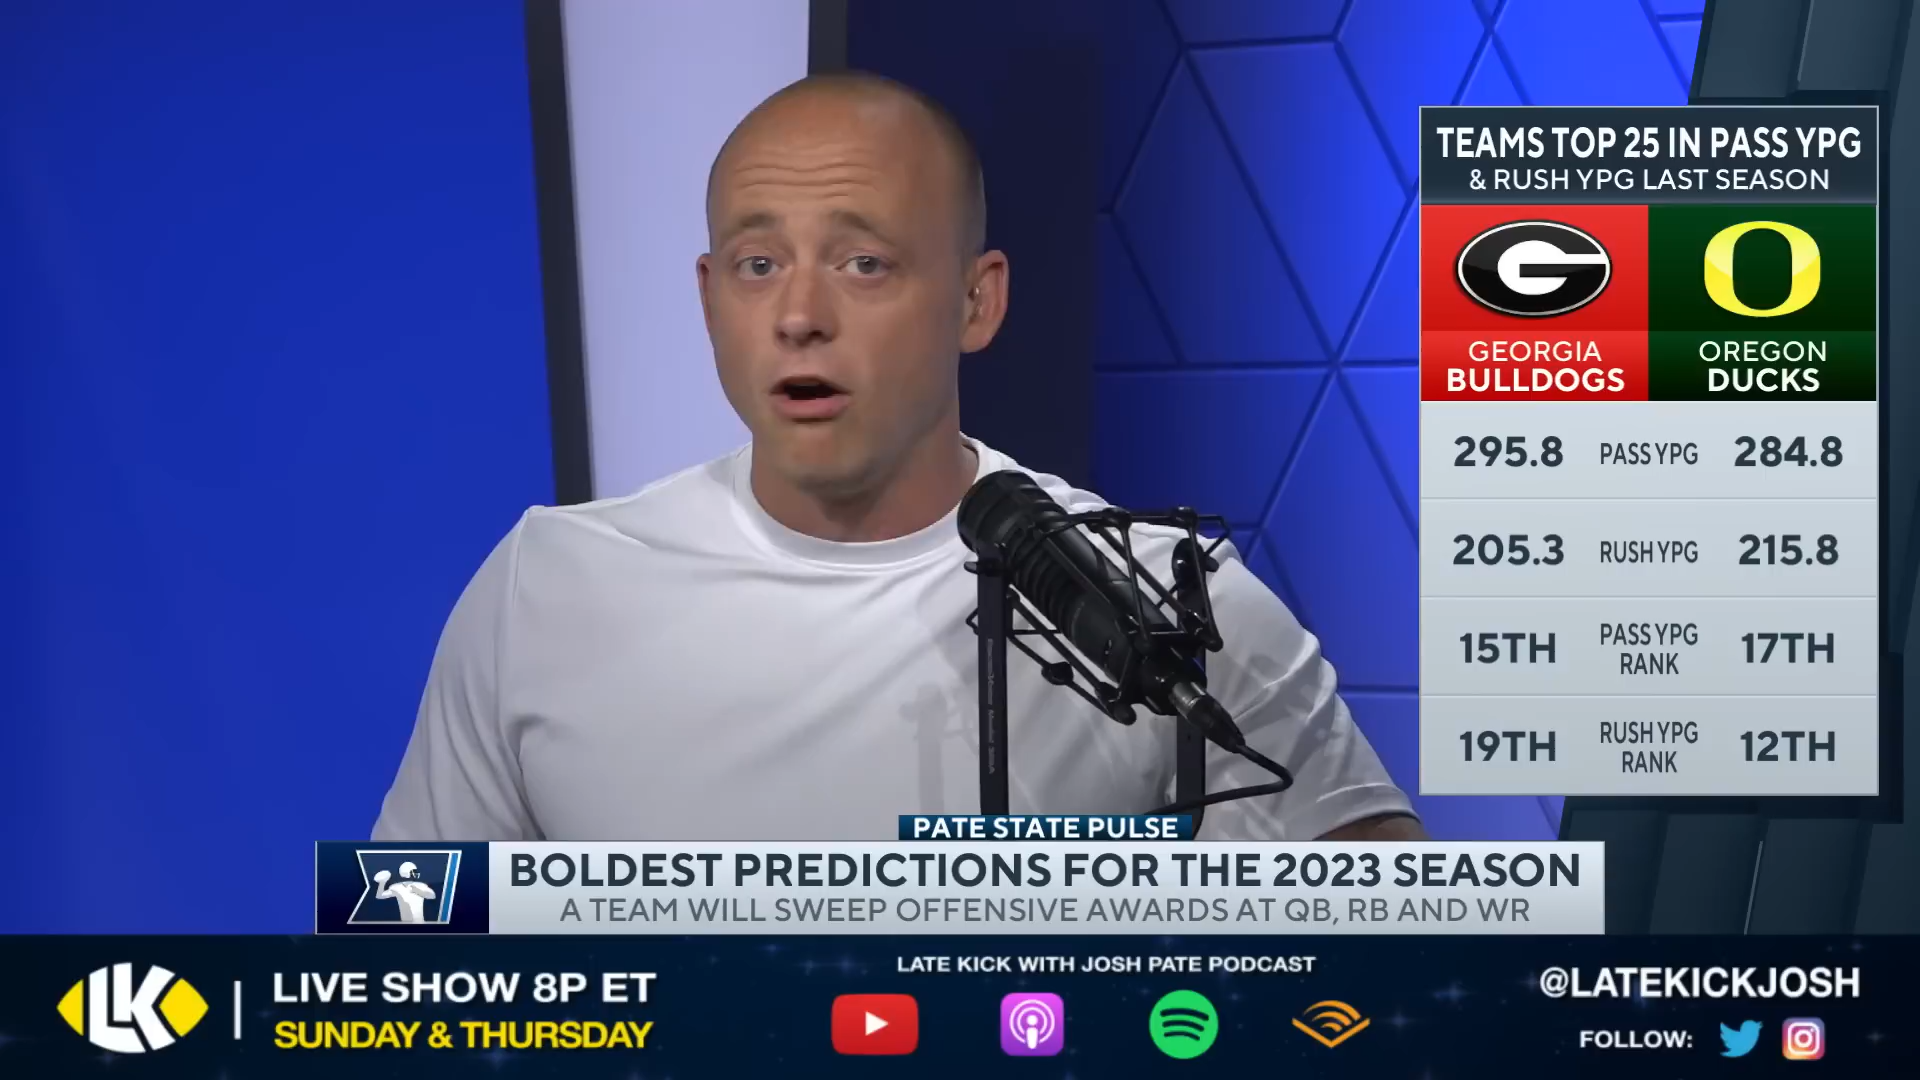 TEAMS TOP 25 IN PASS YPG
& RUSH YPG LAST SEASON
G O
GEORGIA OREGON
BULLDOGS DUCKS
295.8 PASS YPG 284.8
205.3 RUSH YPG 215.8
15TH PASS YPG RANK 17TH
19TH RUSH YPG RANK 12TH
PATE STATE PULSE
BOLDEST PREDICTIONS FOR THE 2023 SEASON
A TEAM WILL SWEEP OFFENSIVE AWARDS AT QB, RB AND WR
LK
LIVE SHOW 8P ET
SUNDAY & THURSDAY
LATE KICK WITH JOSH PATE PODCAST
@LATEKICKJOSH
FOLLOW: